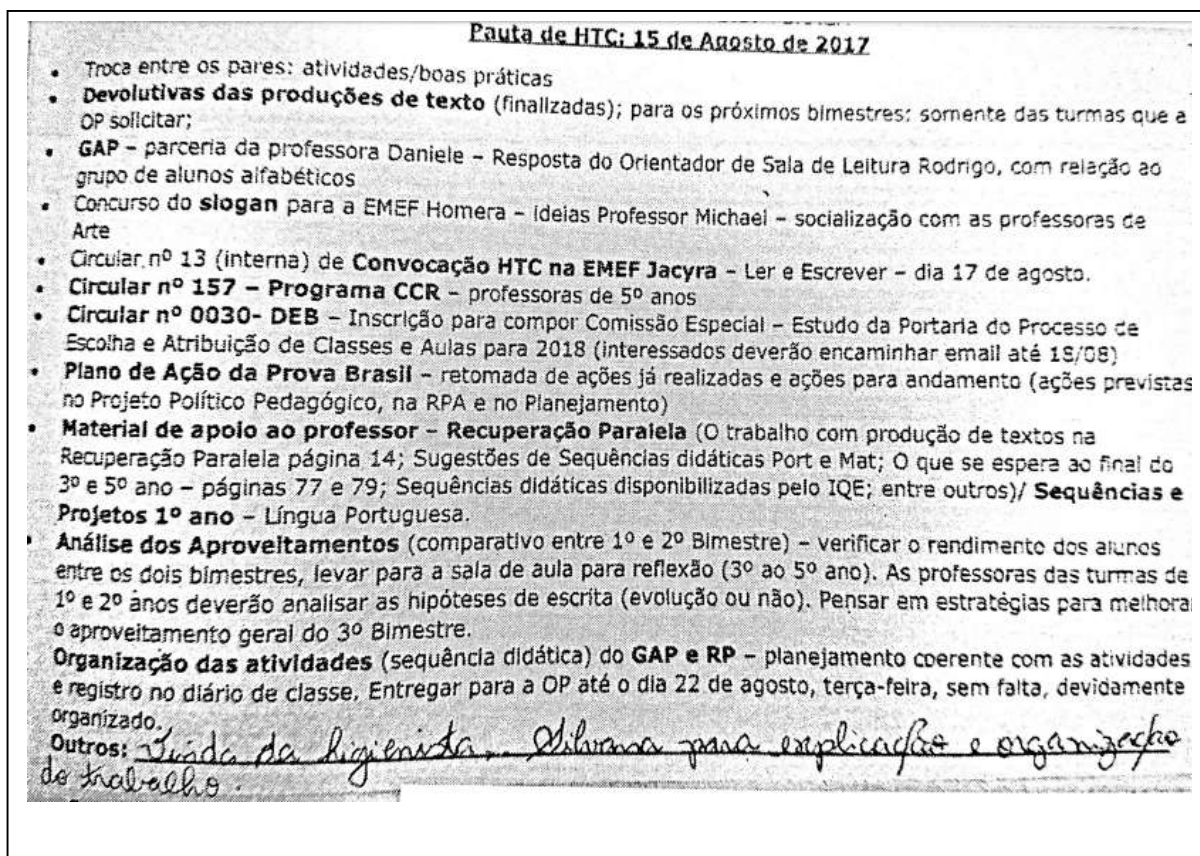 Pauta de HTC: 15 de Agosto de 2017
• Troca entre os pares: atividades/boas práticas
• Devolutivas das produções de texto (finalizadas); para os próximos bimestres: somente das turmas que a
OP solicitar;
• GAP – parceria da professora Daniele – Resposta do Orientador de Sala de Leitura Rodrigo, com relação ao
grupo de alunos alfabéticos
• Concurso do slogan para a EMEF Homera – ideias Professor Michael – socialização com as professoras de
Arte
• Circular nº 13 (interna) de Convocação HTC na EMEF Jacyra – Ler e Escrever – dia 17 de agosto.
• Circular nº 157 – Programa CCR – professoras de 5º anos
• Circular nº 0030- DEB – Inscrição para compor Comissão Especial – Estudo da Portaria do Processo de
Escolha e Atribuição de Classes e Aulas para 2018 (interessados deverão encaminhar email até 18/08)
• Plano de Ação da Prova Brasil – retomada de ações já realizadas e ações para andamento (ações previstas
no Projeto Político Pedagógico, na RPA e no Planejamento)
• Material de apoio ao professor – Recuperação Paralela (O trabalho com produção de textos na
Recuperação Paralela página 14; Sugestões de Sequências didáticas Port e Mat; O que se espera ao final do
3º e 5º ano – páginas 77 e 79; Sequências didáticas disponibilizadas pelo IQE; entre outros)/ Sequências e
Projetos 1º ano – Língua Portuguesa.
• Análise dos Aproveitamentos (comparativo entre 1º e 2º Bimestre) – verificar o rendimento dos alunos
entre os dois bimestres, levar para a sala de aula para reflexão (3º ao 5º ano). As professoras das turmas de
1º e 2º anos deverão analisar as hipóteses de escrita (evolução ou não). Pensar em estratégias para melhorar
o aproveitamento geral do 3º Bimestre.
Organização das atividades (sequência didática) do GAP e RP – planejamento coerente com as atividades
e registro no diário de classe. Entregar para a OP até o dia 22 de agosto, terça-feira, sem falta, devidamente
organizado.
Outros: Vinda da higienista Silvana para explicação e organização
do trabalho.